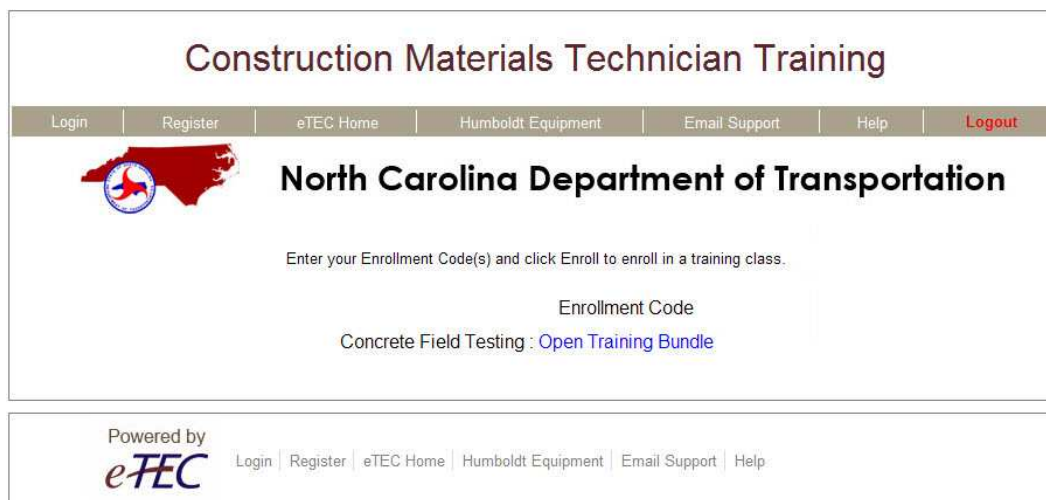 Construction Materials Technician Training
Login Register eTEC Home Humboldt Equipment Email Support Help Logout
North Carolina Department of Transportation
Enter your Enrollment Code(s) and click Enroll to enroll in a training class.
Enrollment Code
Concrete Field Testing : Open Training Bundle
Powered by
eTEC
Login Register eTEC Home Humboldt Equipment Email Support Help